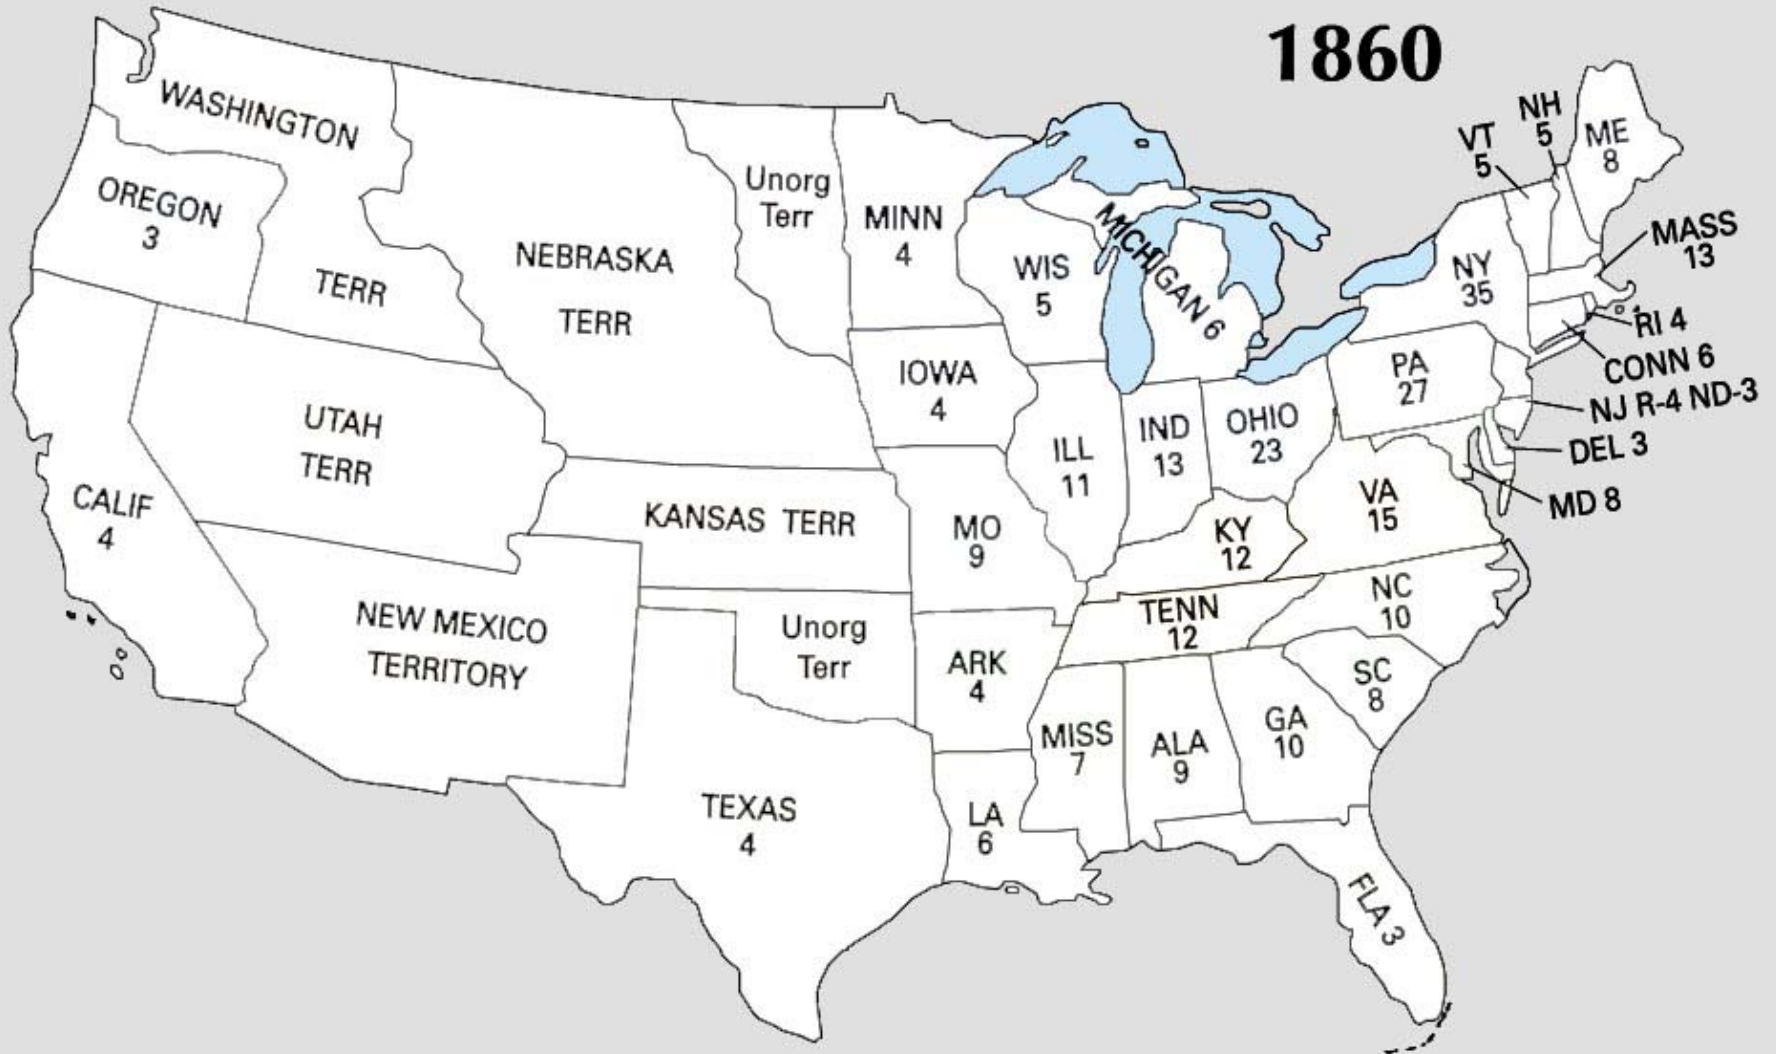 1860
WASHINGTON
TERR
OREGON
3
NEBRASKA
TERR
Unorg
Terr
MINN
4
WIS
5
MICHIGAN 6
VT
5
NH
5
ME
8
MASS
13
NY
35
RI 4
CONN 6
NJ R-4 ND-3
DEL 3
MD 8
PA
27
IOWA
4
ILL
11
IND
13
OHIO
23
UTAH
TERR
CALIF
4
KANSAS TERR
MO
9
KY
12
VA
15
NEW MEXICO
TERRITORY
Unorg
Terr
ARK
4
TENN
12
NC
10
SC
8
MISS
7
ALA
9
GA
10
TEXAS
4
LA
6
FLA 3